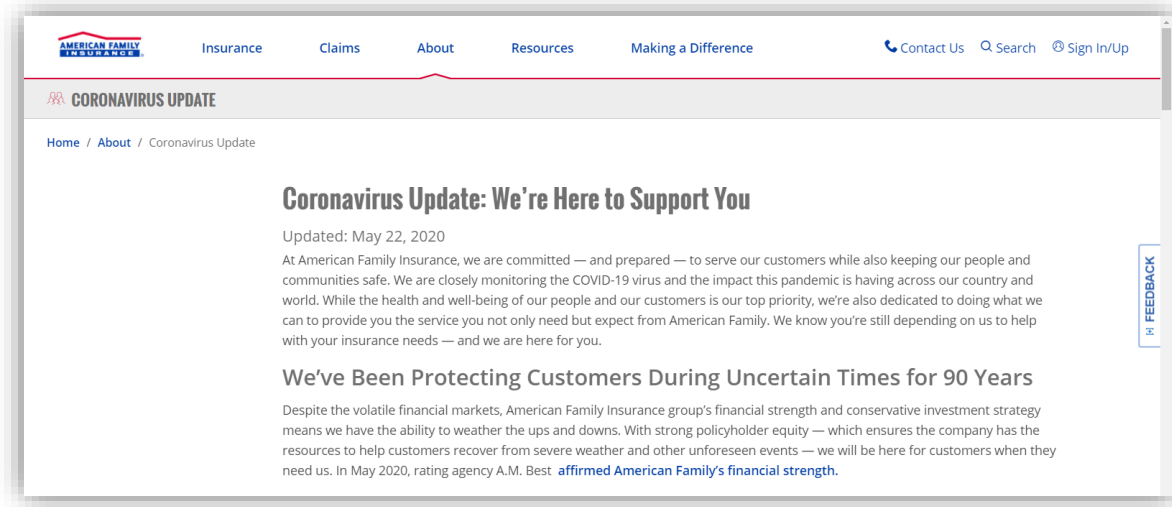 AMERICAN FAMILY
INSURANCE
Insurance
Claims
About
Resources
Making a Difference
Contact Us
Search
Sign In/Up
CORONAVIRUS UPDATE
Home / About / Coronavirus Update
Coronavirus Update: We’re Here to Support You
Updated: May 22, 2020
At American Family Insurance, we are committed — and prepared — to serve our customers while also keeping our people and
communities safe. We are closely monitoring the COVID-19 virus and the impact this pandemic is having across our country and
world. While the health and well-being of our people and our customers is our top priority, we’re also dedicated to doing what we
can to provide you the service you not only need but expect from American Family. We know you’re still depending on us to help
with your insurance needs — and we are here for you.
We’ve Been Protecting Customers During Uncertain Times for 90 Years
Despite the volatile financial markets, American Family Insurance group’s financial strength and conservative investment strategy
means we have the ability to weather the ups and downs. With strong policyholder equity — which ensures the company has the
resources to help customers recover from severe weather and other unforeseen events — we will be here for customers when they
need us. In May 2020, rating agency A.M. Best affirmed American Family’s financial strength.
FEEDBACK